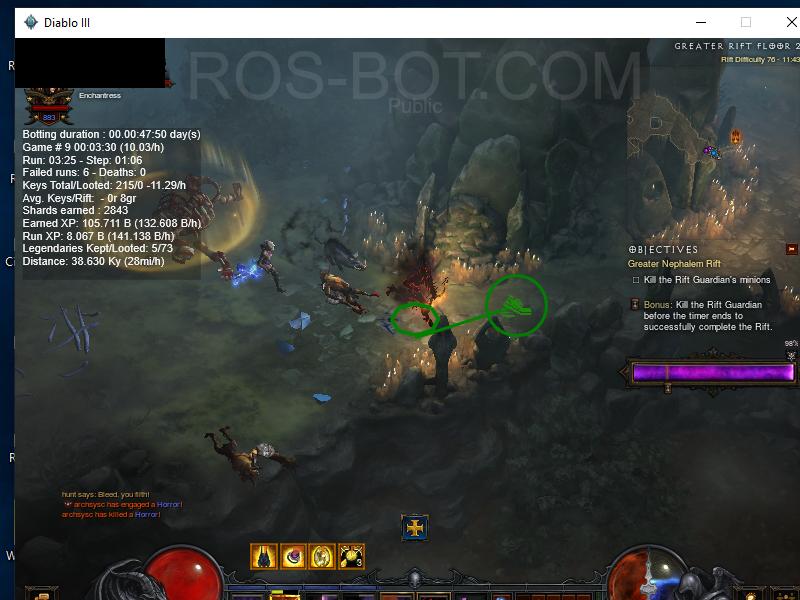 Diablo III
ROS-BOT.COM
Public
GREATER RIFT FLOOR 2
Rift Difficulty 76 - 11:43
Enchantress
883
Botting duration : 00.00:47:50 day(s)
Game # 9 00:03:30 (10.03/h)
Run: 03:25 - Step: 01:06
Failed runs: 6 - Deaths: 0
Keys Total/Looted: 215/0 -11.29/h
Avg. Keys/Rift: - 0r 8gr
Shards earned : 2843
Earned XP: 105.711 B (132.608 B/h)
Run XP: 8.067 B (141.138 B/h)
Legendaries Kept/Looted: 5/73
Distance: 38.630 Ky (28mi/h)
OBJECTIVES
Greater Nephalem Rift
Kill the Rift Guardian's minions
Bonus: Kill the Rift Guardian
before the timer ends to
successfully complete the Rift.
98%
hunt says: Bleed, you filth!
archsysc has engaged a Horror!
archsysc has killed a Horror!
3
R
R
C
R
W